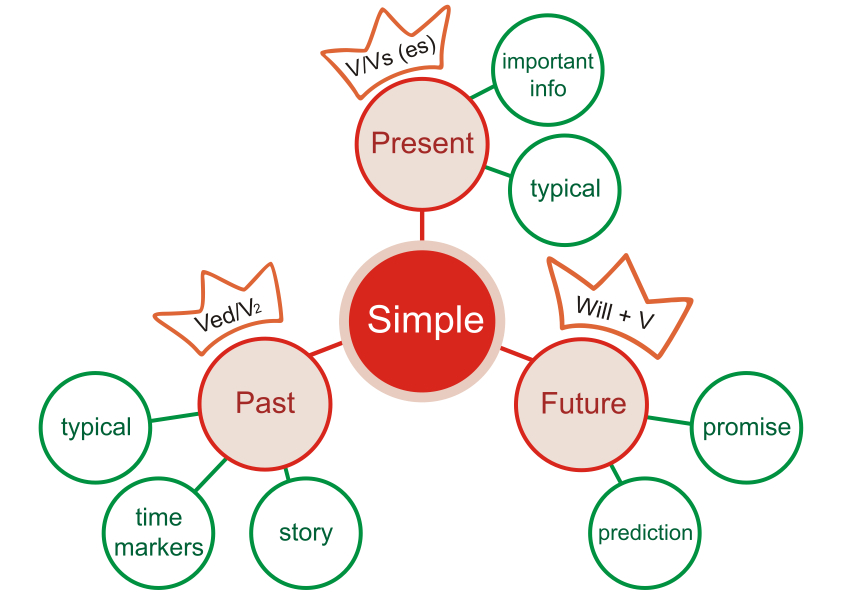 V/Vs (es)
important
info
Present
typical
Simple
Ved/V₂
Will + V
Past
Future
typical
promise
time
markers
story
prediction